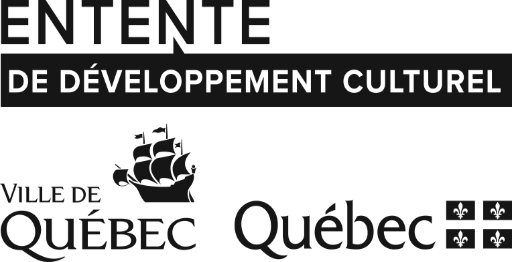 ENTENTE
DE DÉVELOPPEMENT CULTUREL
VILLE DE
QUÉBEC
Québec